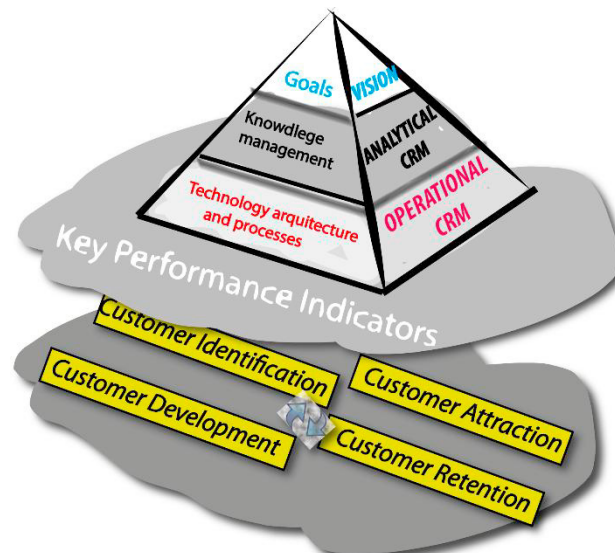 Goals
VISION
Knowdlege
management
ANALYTICAL
CRM
Technology arquitecture
and processes
OPERATIONAL
CRM
Key Performance Indicators
Customer Identification
Customer Attraction
Customer Development
Customer Retention